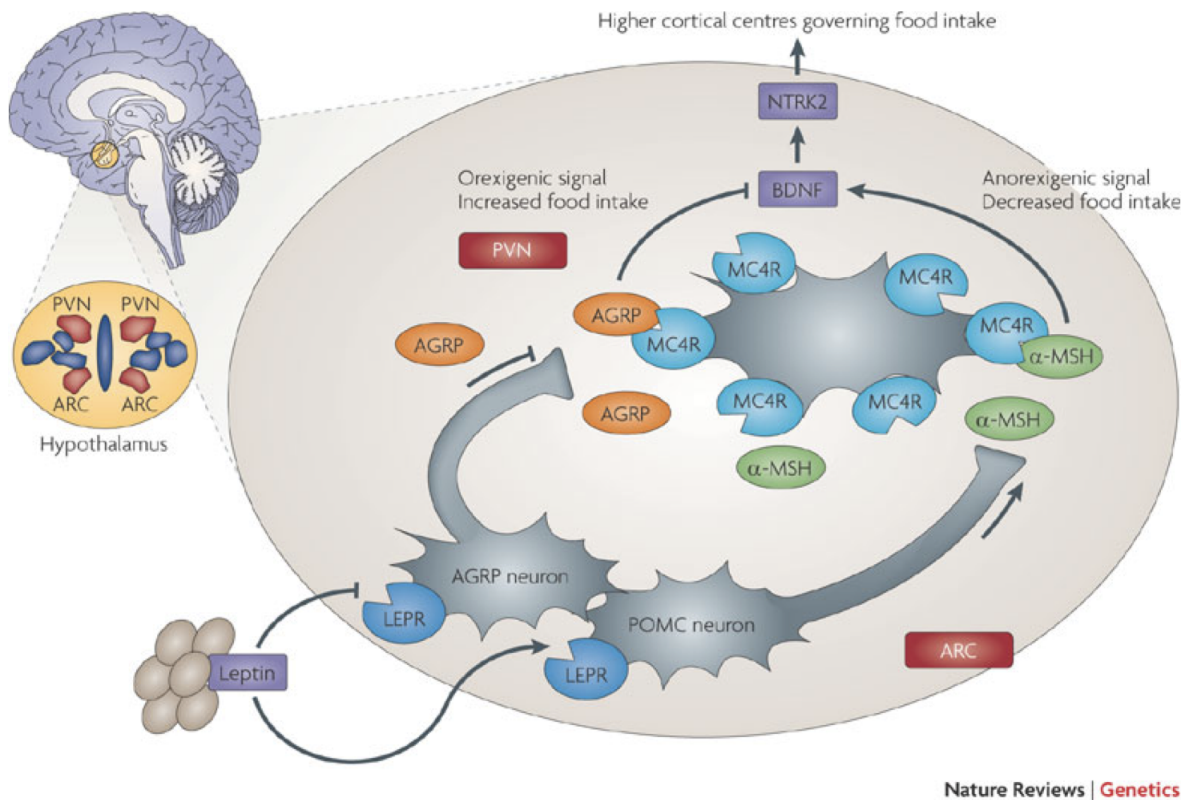 Higher cortical centres governing food intake
NTRK2
BDNF
Orexigenic signal
Increased food intake
Anorexigenic signal
Decreased food intake
PVN
MC4R
MC4R
AGRP
MC4R
MC4R
α-MSH
AGRP
AGRP
MC4R
MC4R
α-MSH
α-MSH
PVN
PVN
ARC
ARC
Hypothalamus
AGRP neuron
LEPR
POMC neuron
LEPR
ARC
Leptin
Nature Reviews | Genetics